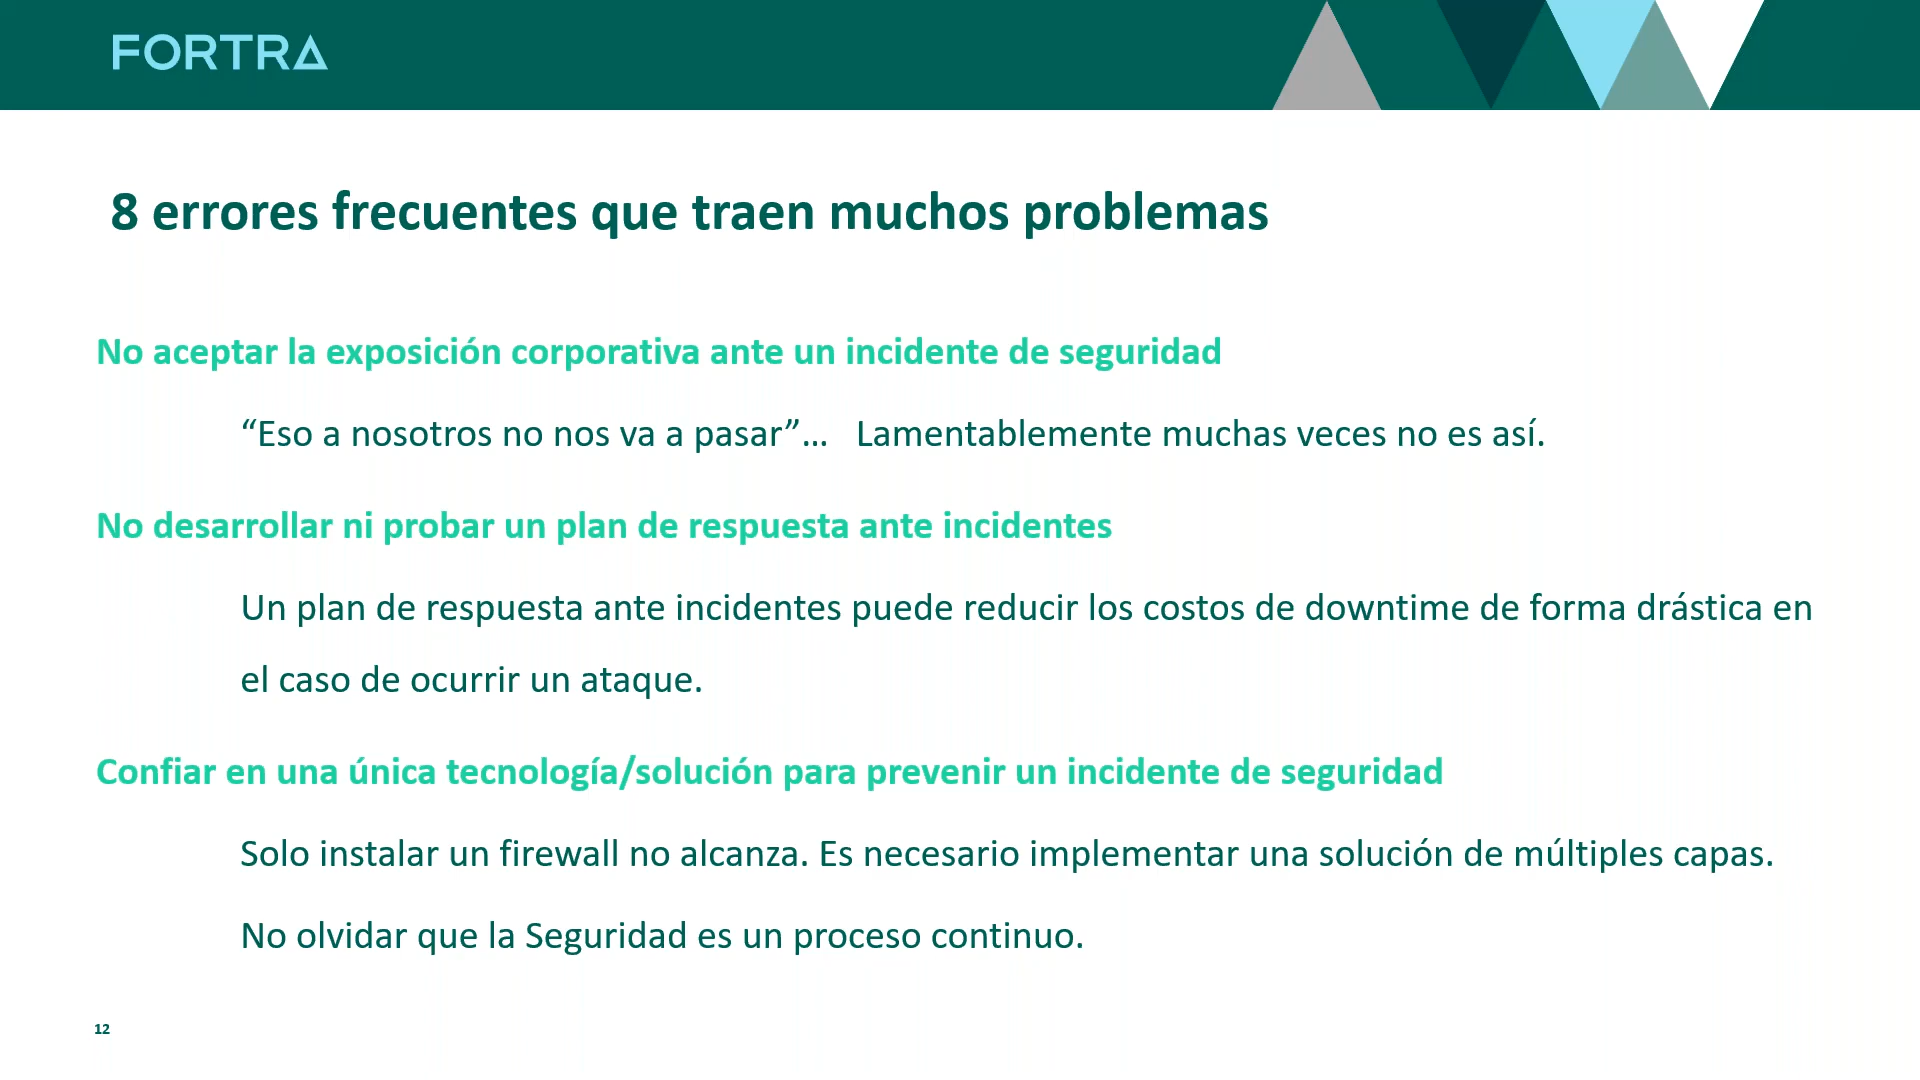 FORTRA
8 errores frecuentes que traen muchos problemas
No aceptar la exposición corporativa ante un incidente de seguridad
“Eso a nosotros no nos va a pasar”… Lamentablemente muchas veces no es así.
No desarrollar ni probar un plan de respuesta ante incidentes
Un plan de respuesta ante incidentes puede reducir los costos de downtime de forma drástica en
el caso de ocurrir un ataque.
Confiar en una única tecnología/solución para prevenir un incidente de seguridad
Solo instalar un firewall no alcanza. Es necesario implementar una solución de múltiples capas.
No olvidar que la Seguridad es un proceso continuo.
12